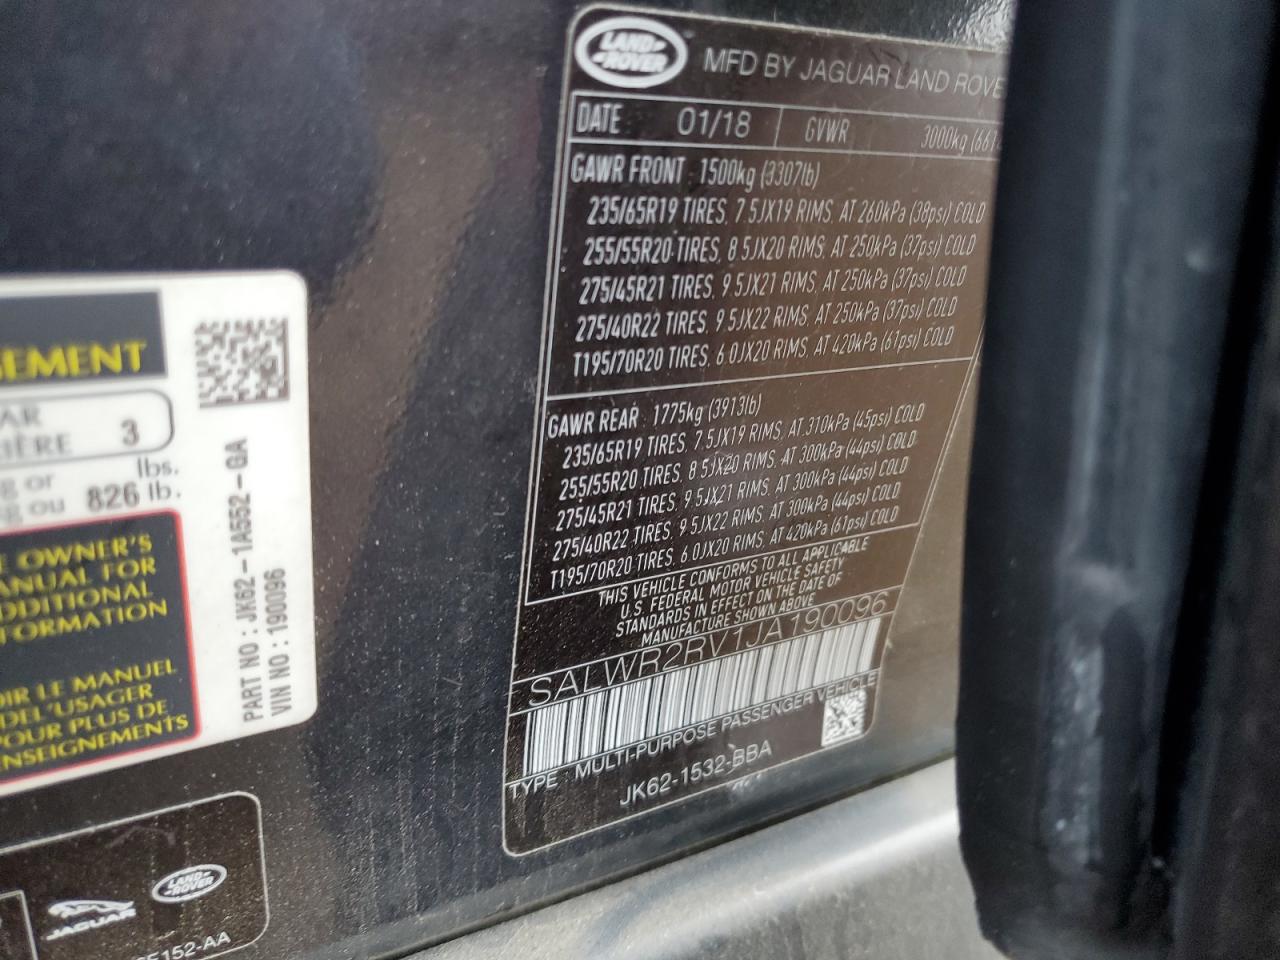 LAND ROVER
MFD BY JAGUAR LAND ROVE
DATE 01/18 GVWR 3000kg (661
GAWR FRONT : 1500kg (3307lb)
235/65R19 TIRES, 7.5JX19 RIMS, AT 260kPa (38psi) COLD
255/55R20 TIRES, 8.5JX20 RIMS, AT 250kPa (37psi) COLD
275/45R21 TIRES, 9.5JX21 RIMS, AT 250kPa (37psi) COLD
275/40R22 TIRES, 9.5JX22 RIMS, AT 250kPa (37psi) COLD
T195/70R20 TIRES, 6.0JX20 RIMS, AT 420kPa (61psi) COLD
GAWR REAR : 1775kg (3913lb)
235/65R19 TIRES, 7.5JX19 RIMS, AT 310kPa (45psi) COLD
255/55R20 TIRES, 8.5JX20 RIMS, AT 300kPa (44psi) COLD
275/45R21 TIRES, 9.5JX21 RIMS, AT 300kPa (44psi) COLD
275/40R22 TIRES, 9.5JX22 RIMS, AT 300kPa (44psi) COLD
T195/70R20 TIRES, 6.0JX20 RIMS, AT 420kPa (61psi) COLD
THIS VEHICLE CONFORMS TO ALL APPLICABLE
U.S. FEDERAL MOTOR VEHICLE SAFETY
STANDARDS IN EFFECT ON THE DATE OF
MANUFACTURE SHOWN ABOVE
SALWR2RV1JA190096
TYPE MULTI-PURPOSE PASSENGER VEHICLE
JK62-1532-BBA
SEMENT
AR
IÈRE 3
g or lbs.
g ou 826 lb.
E OWNER'S
ANUAL FOR
DDITIONAL
FORMATION
OIR LE MANUEL
DEL'USAGER
POUR PLUS DE
ENSEIGNEMENTS
PART NO : JK62-1A552-GA
VIN NO : 190096
JAGUAR
LAND ROVER
152-AA